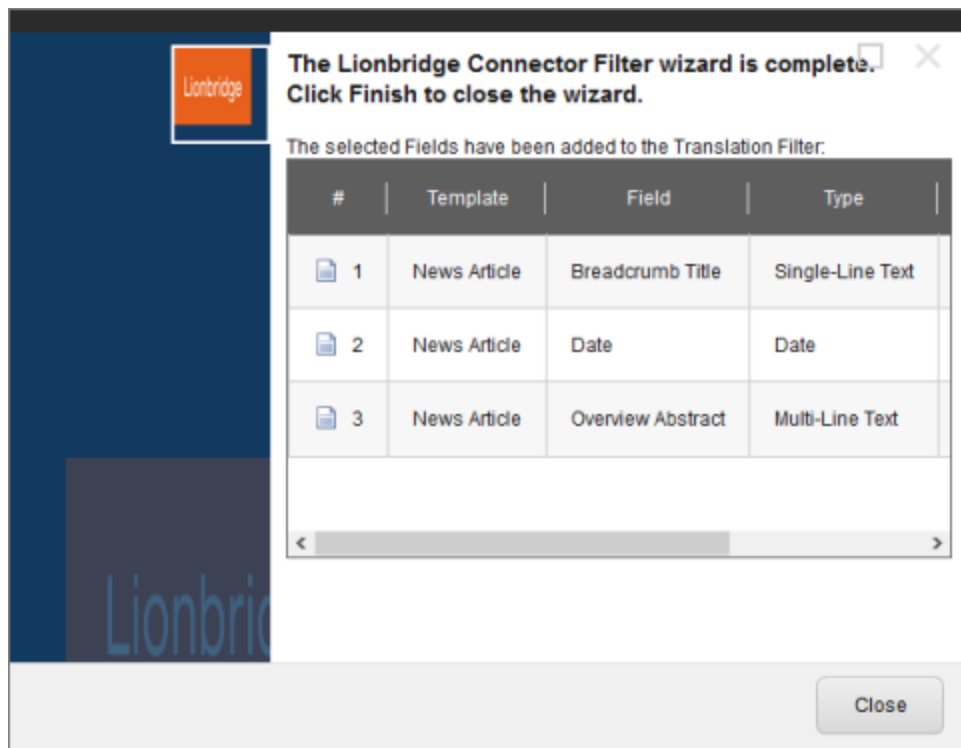 Lionbridge
The Lionbridge Connector Filter wizard is complete.
Click Finish to close the wizard.
The selected Fields have been added to the Translation Filter:
# Template Field Type
1 News Article Breadcrumb Title Single-Line Text
2 News Article Date Date
3 News Article Overview Abstract Multi-Line Text
Lionbrid
Close